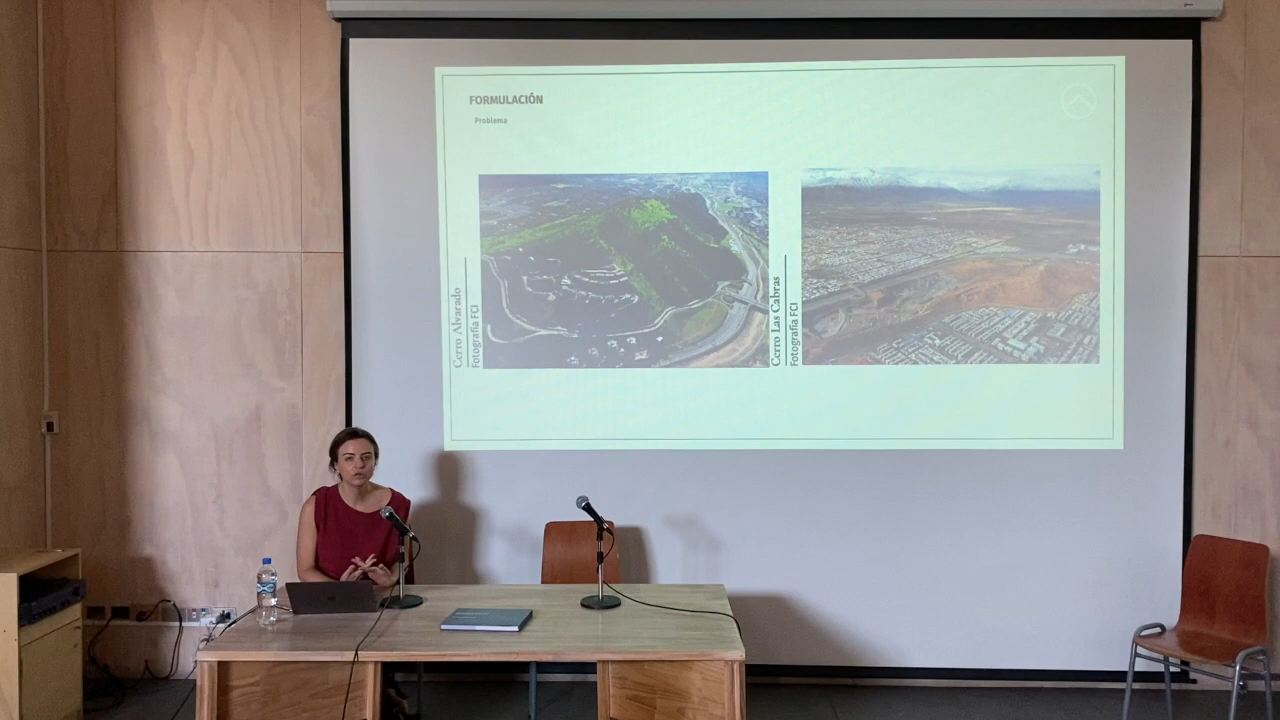 FORMULACIÓN
Problema
Cerro Alvarado
Fotografía FCI
Cerro Las Cabras
Fotografía FCI